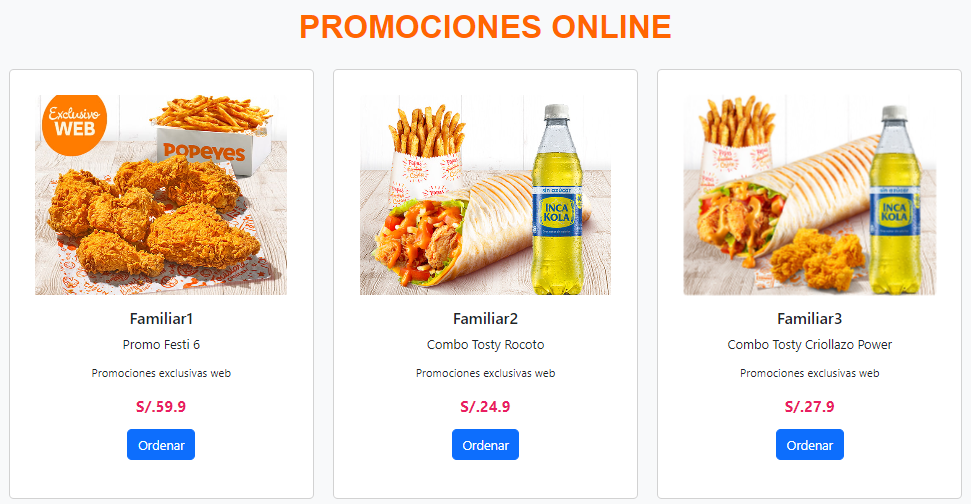 PROMOCIONES ONLINE
Exclusivo
WEB
POPEYES
SIN AZÚCAR
INCA
KOLA
Familiar1
Promo Festi 6
Promociones exclusivas web
S/.59.9
Ordenar
Familiar2
Combo Tosty Rocoto
Promociones exclusivas web
S/.24.9
Ordenar
INCA
KOLA
Familiar3
Combo Tosty Criollazo Power
Promociones exclusivas web
S/.27.9
Ordenar